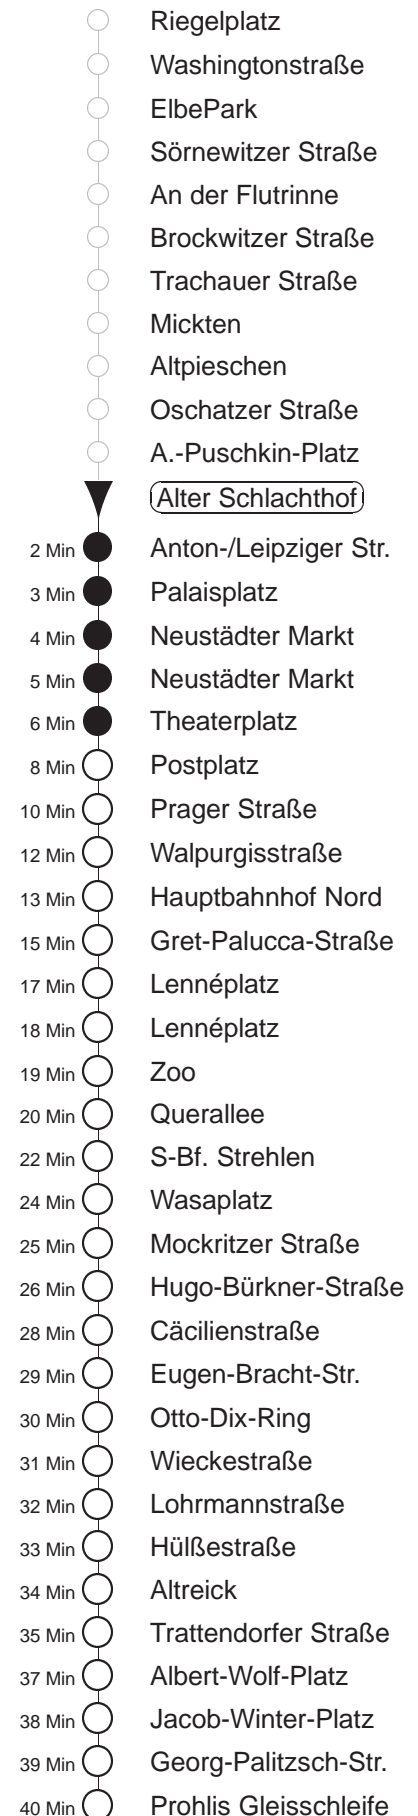 Riegelplatz
Washingtonstraße
ElbePark
Sörnewitzer Straße
An der Flutrinne
Brockwitzer Straße
Trachauer Straße
Mickten
Altpieschen
Oschatzer Straße
A.-Puschkin-Platz
Alter Schlachthof
2 Min Anton-/Leipziger Str.
3 Min Palaisplatz
4 Min Neustädter Markt
5 Min Neustädter Markt
6 Min Theaterplatz
8 Min Postplatz
10 Min Prager Straße
12 Min Walpurgisstraße
13 Min Hauptbahnhof Nord
15 Min Gret-Palucca-Straße
17 Min Lennéplatz
18 Min Lennéplatz
19 Min Zoo
20 Min Querallee
22 Min S-Bf. Strehlen
24 Min Wasaplatz
25 Min Mockritzer Straße
26 Min Hugo-Bürkner-Straße
28 Min Cäcilienstraße
29 Min Eugen-Bracht-Str.
30 Min Otto-Dix-Ring
31 Min Wieckestraße
32 Min Lohrmannstraße
33 Min Hülßestraße
34 Min Altreick
35 Min Trattendorfer Straße
37 Min Albert-Wolf-Platz
38 Min Jacob-Winter-Platz
39 Min Georg-Palitzsch-Str.
40 Min Prohlis Gleisschleife